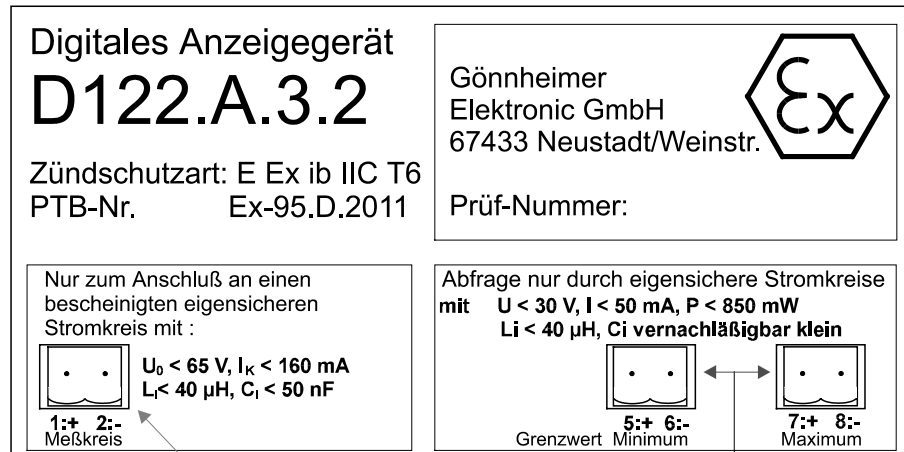 Digitales Anzeigegerät
D122.A.3.2
Zündschutzart: E Ex ib IIC T6
PTB-Nr. Ex-95.D.2011
Gönnheimer
Elektronic GmbH
67433 Neustadt/Weinstr.
Ex
Prüf-Nummer:
Nur zum Anschluß an einen
bescheinigten eigensicheren
Stromkreis mit :
U₀ < 65 V, Iₖ < 160 mA
Lₗ< 40 µH, Cₗ < 50 nF
1:+ 2:-
Meßkreis
Abfrage nur durch eigensichere Stromkreise
mit U < 30 V, I < 50 mA, P < 850 mW
Li < 40 µH, Ci vernachläßigbar klein
5:+ 6:- 7:+ 8:-
Grenzwert Minimum Maximum